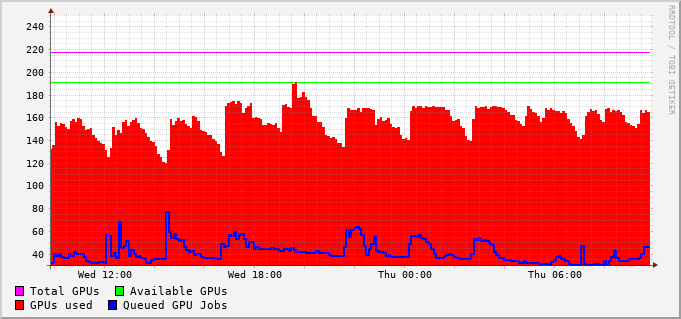 240
220
200
180
160
140
120
100
80
60
40
Wed 12:00 Wed 18:00 Thu 00:00 Thu 06:00
Total GPUs Available GPUs
GPUs used Queued GPU Jobs
RRDTOOL / TOBI OETIKER